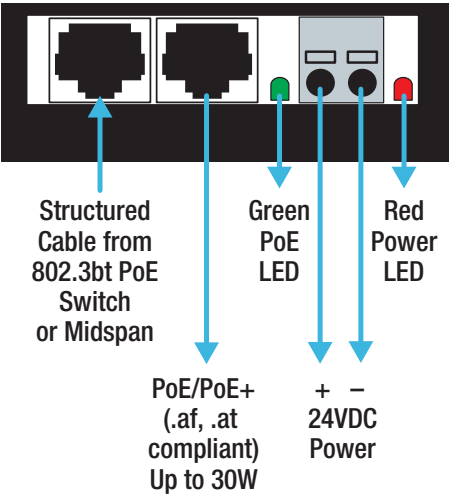 Structured
Cable from
802.3bt PoE
Switch
or Midspan
Green
PoE
LED
Red
Power
LED
PoE/PoE+
(.af, .at
compliant)
Up to 30W
+ –
24VDC
Power